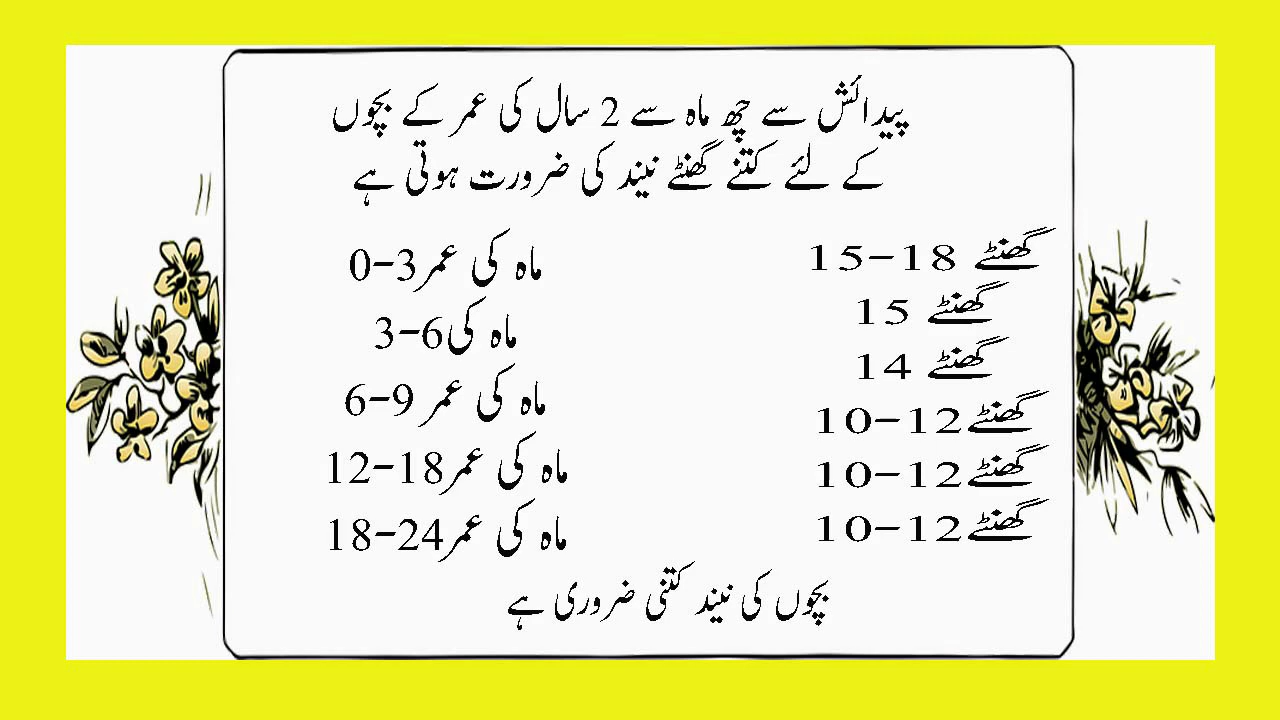 پیدائش سے چھ ماہ سے 2 سال کی عمر کے بچوں
کے لئے کتنے گھنٹے نیند کی ضرورت ہوتی ہے
15-18 گھنٹے
15 گھنٹے
14 گھنٹے
10-12 گھنٹے
10-12 گھنٹے
10-12 گھنٹے
0-3 ماہ کی عمر
3-6 ماہ کی
6-9 ماہ کی عمر
12-18 ماہ کی عمر
18-24 ماہ کی عمر
بچوں کی نیند کتنی ضروری ہے